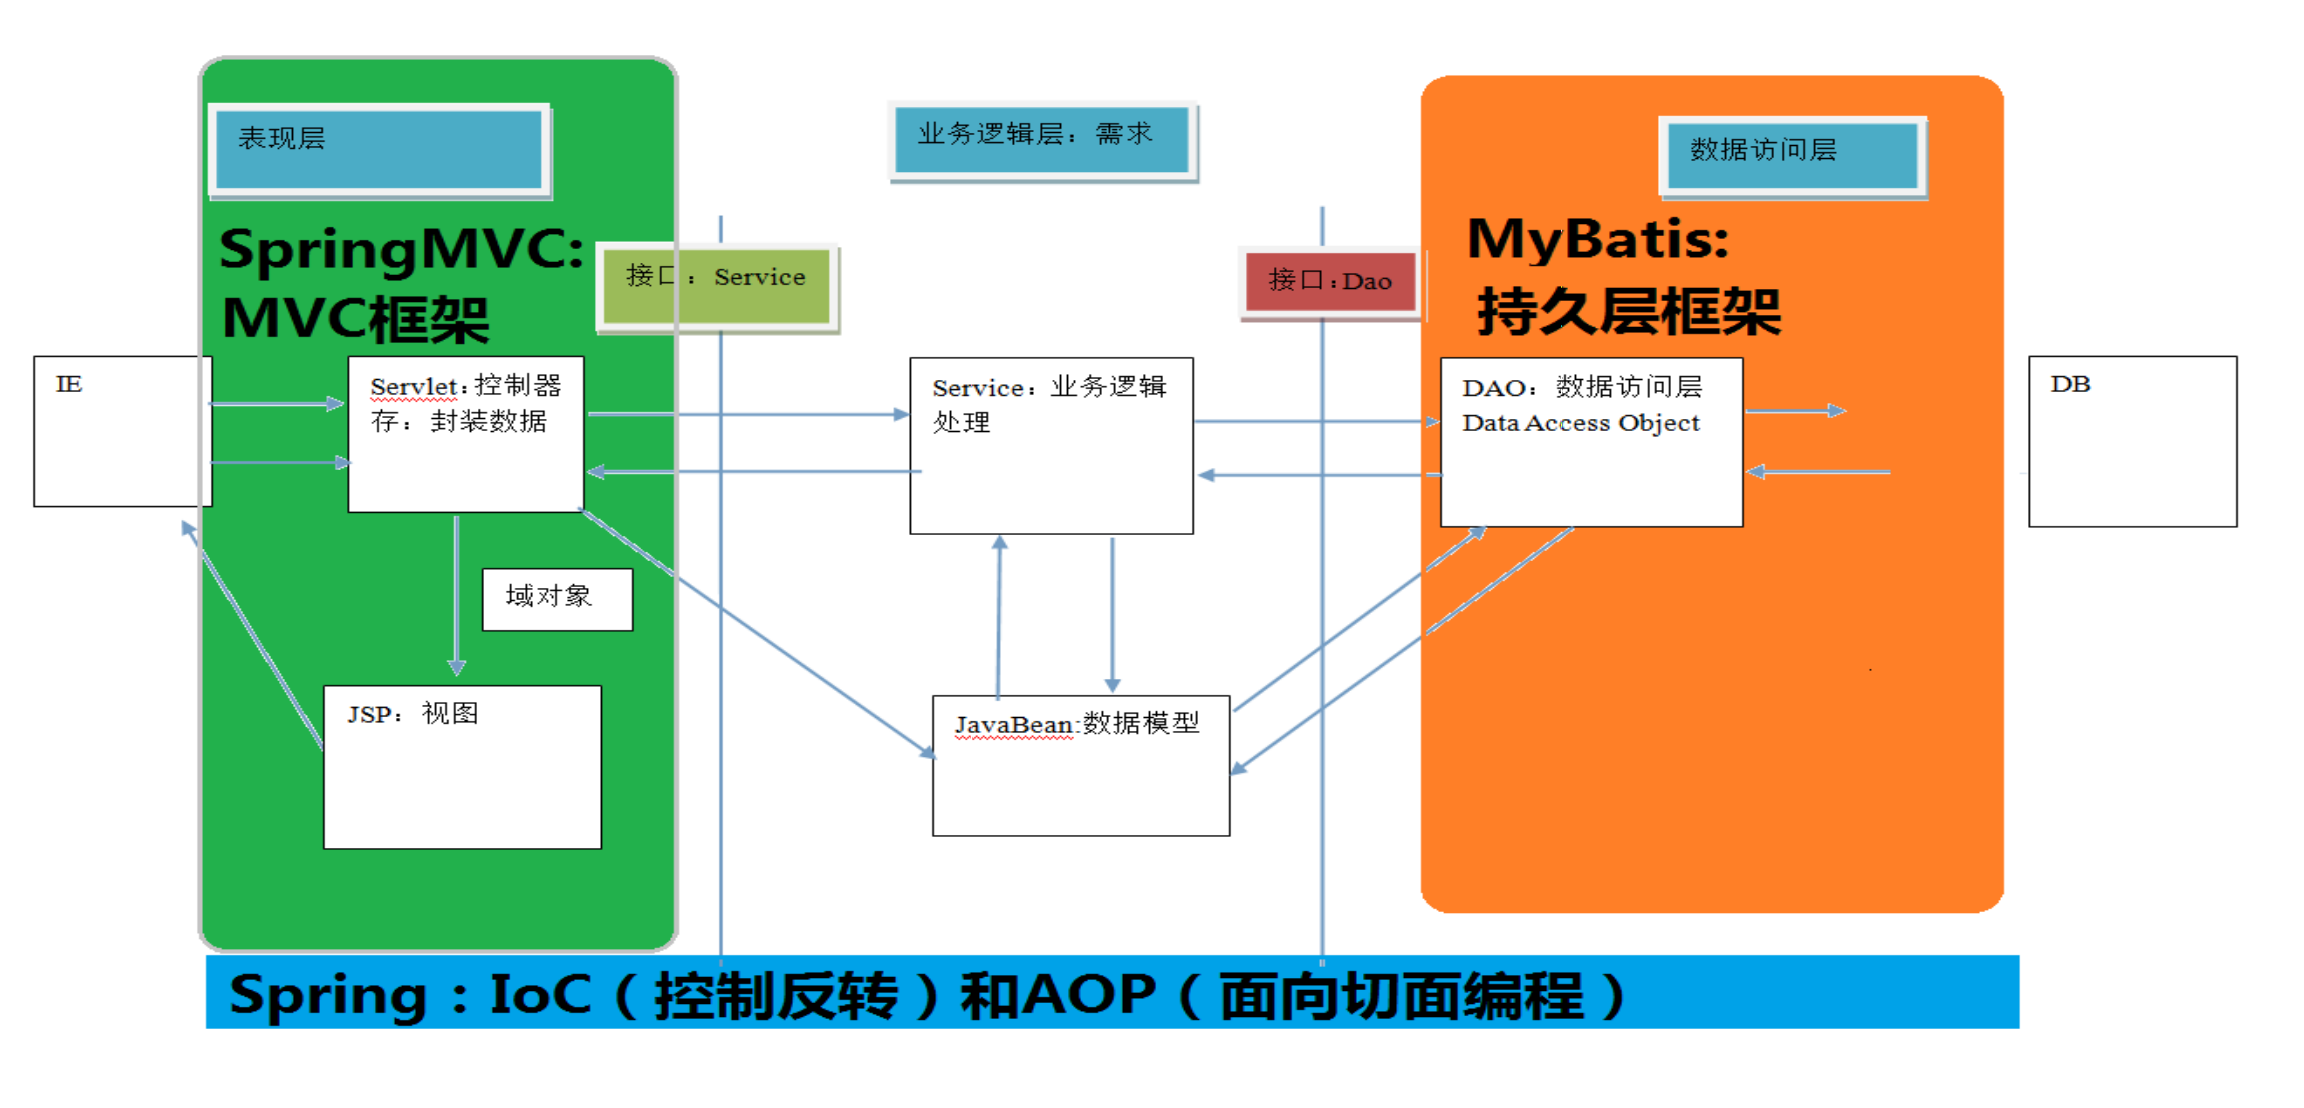 表现层
业务逻辑层：需求
数据访问层
SpringMVC:
MVC框架
接口：Service
接口:Dao
MyBatis:
持久层框架
IE
Servlet:控制器
存：封装数据
Service：业务逻辑
处理
DAO：数据访问层
Data Access Object
DB
域对象
JSP：视图
JavaBean:数据模型
Spring：IoC（控制反转）和AOP（面向切面编程）